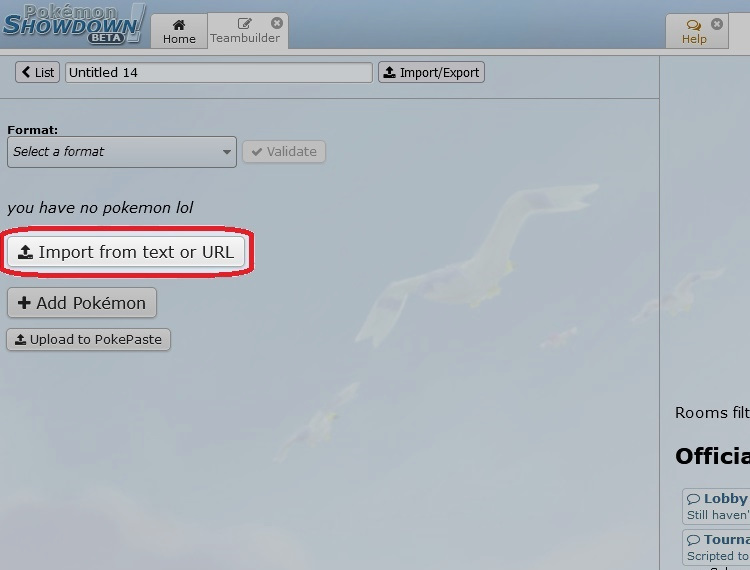 Pokémon
SHOWDOWN!
BETA
Home
Teambuilder
Help
List
Untitled 14
Import/Export
Format:
Select a format
Validate
you have no pokemon lol
Import from text or URL
Add Pokémon
Upload to PokePaste
Rooms filt
Officia
Lobby
Still haven'
Tourna
Scripted to